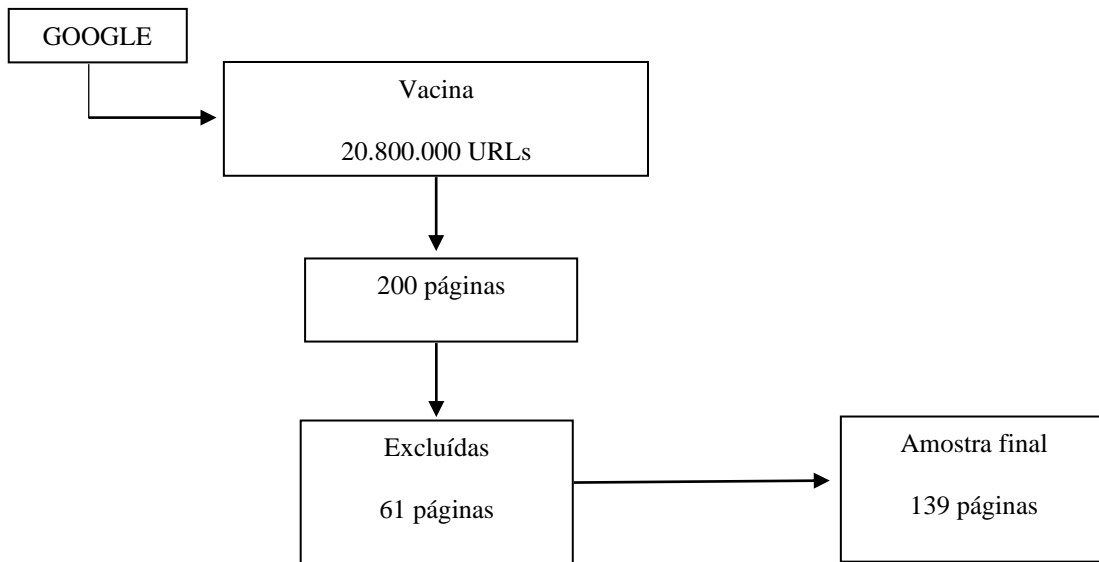 GOOGLE
Vacina
20.800.000 URLs
200 páginas
Excluídas
61 páginas
Amostra final
139 páginas